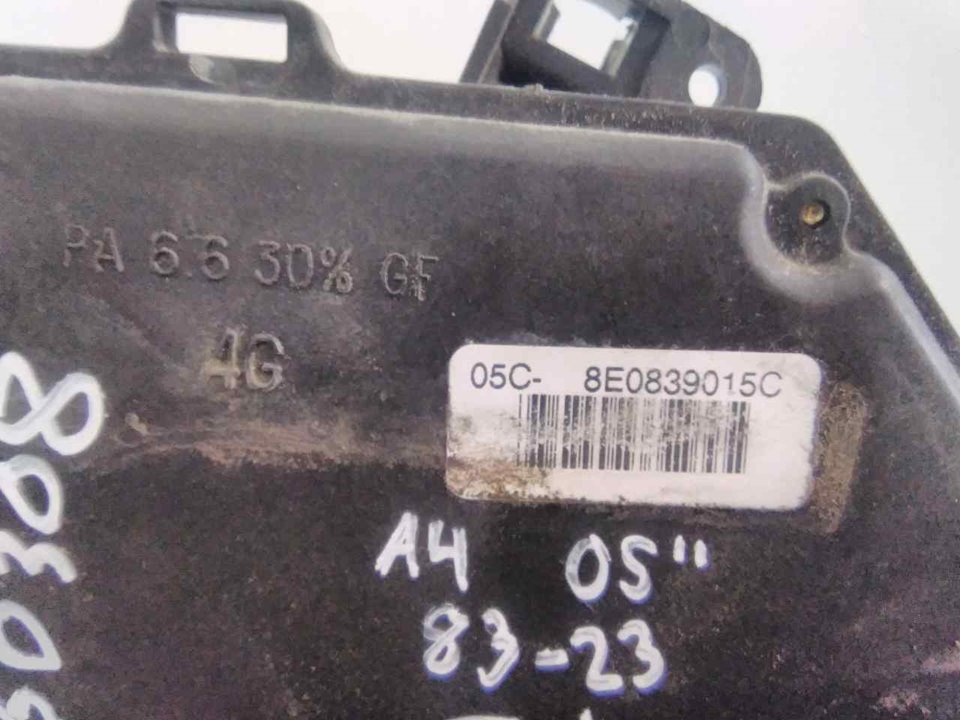 PA 6.6 30% GF
4G
05C- 8E0839015C
A4 05"
83-23